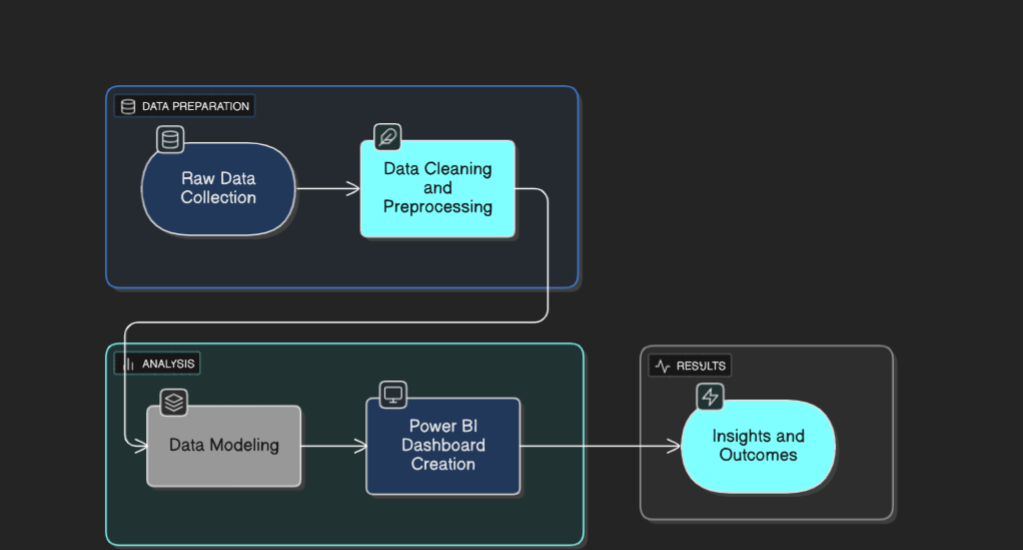 DATA PREPARATION
Raw Data
Collection
Data Cleaning
and
Preprocessing
ANALYSIS
Data Modeling
Power BI
Dashboard
Creation
RESULTS
Insights and
Outcomes